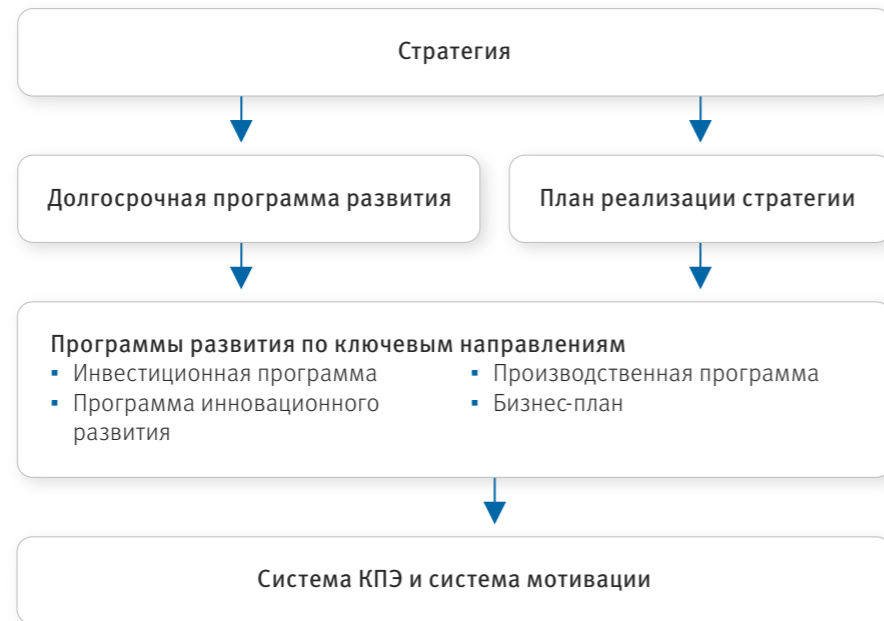 Стратегия
Долгосрочная программа развития
План реализации стратегии
Программы развития по ключевым направлениям
▪ Инвестиционная программа
▪ Программа инновационного
развития
▪ Производственная программа
▪ Бизнес-план
Система КПЭ и система мотивации